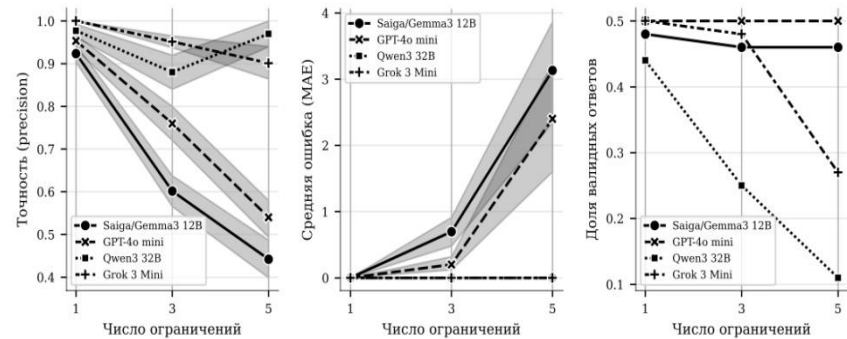 Точность (precision)
1.0
0.9
0.8
0.7
0.6
0.5
0.4
Saiga/Gemma3 12B
GPT-4o mini
Qwen3 32B
Grok 3 Mini
1 3 5
Число ограничений
Средняя ошибка (MAE)
4
3
2
1
0
Saiga/Gemma3 12B
GPT-4o mini
Qwen3 32B
Grok 3 Mini
1 3 5
Число ограничений
Доля валидных ответов
0.5
0.4
0.3
0.2
0.1
Saiga/Gemma3 12B
GPT-4o mini
Qwen3 32B
Grok 3 Mini
1 3 5
Число ограничений